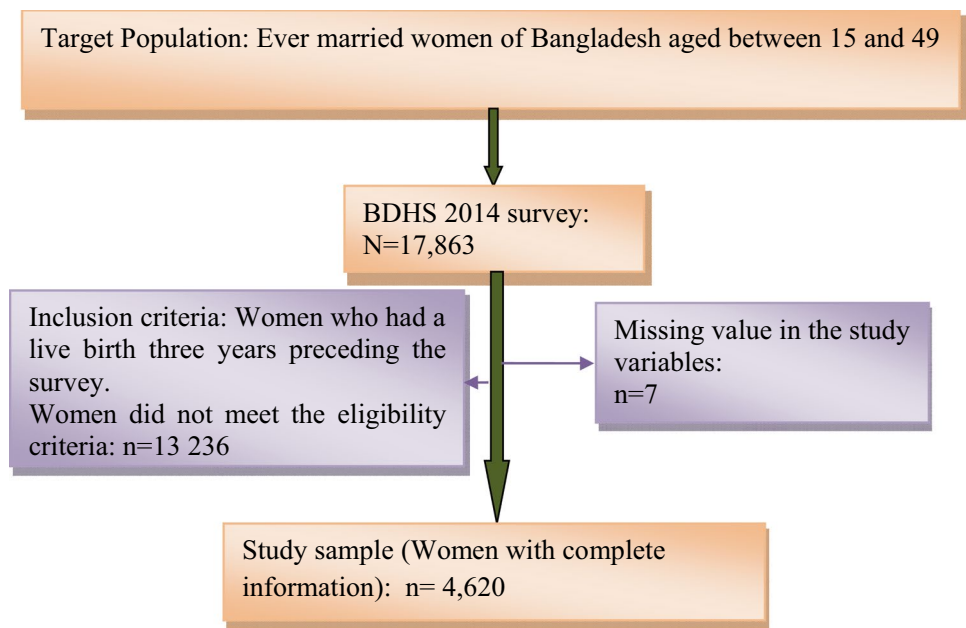 Target Population: Ever married women of Bangladesh aged between 15 and 49
BDHS 2014 survey:
N=17,863
Inclusion criteria: Women who had a
live birth three years preceding the
survey.
Women did not meet the eligibility
criteria: n=13 236
Missing value in the study
variables:
n=7
Study sample (Women with complete
information): n= 4,620